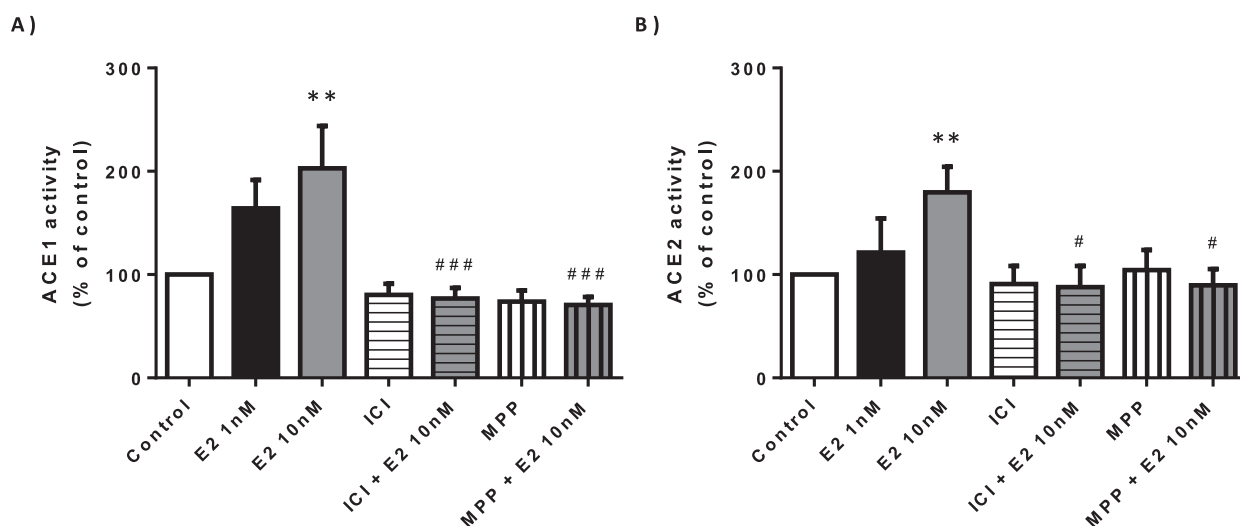 A)
ACE1 activity
(% of control)
300
200
100
0
**
###
###
Control
E2 1nM
E2 10nM
ICI
ICI + E2 10nM
MPP
MPP + E2 10nM
B)
ACE2 activity
(% of control)
300
200
100
0
**
#
#
Control
E2 1nM
E2 10nM
ICI
ICI + E2 10nM
MPP
MPP + E2 10nM